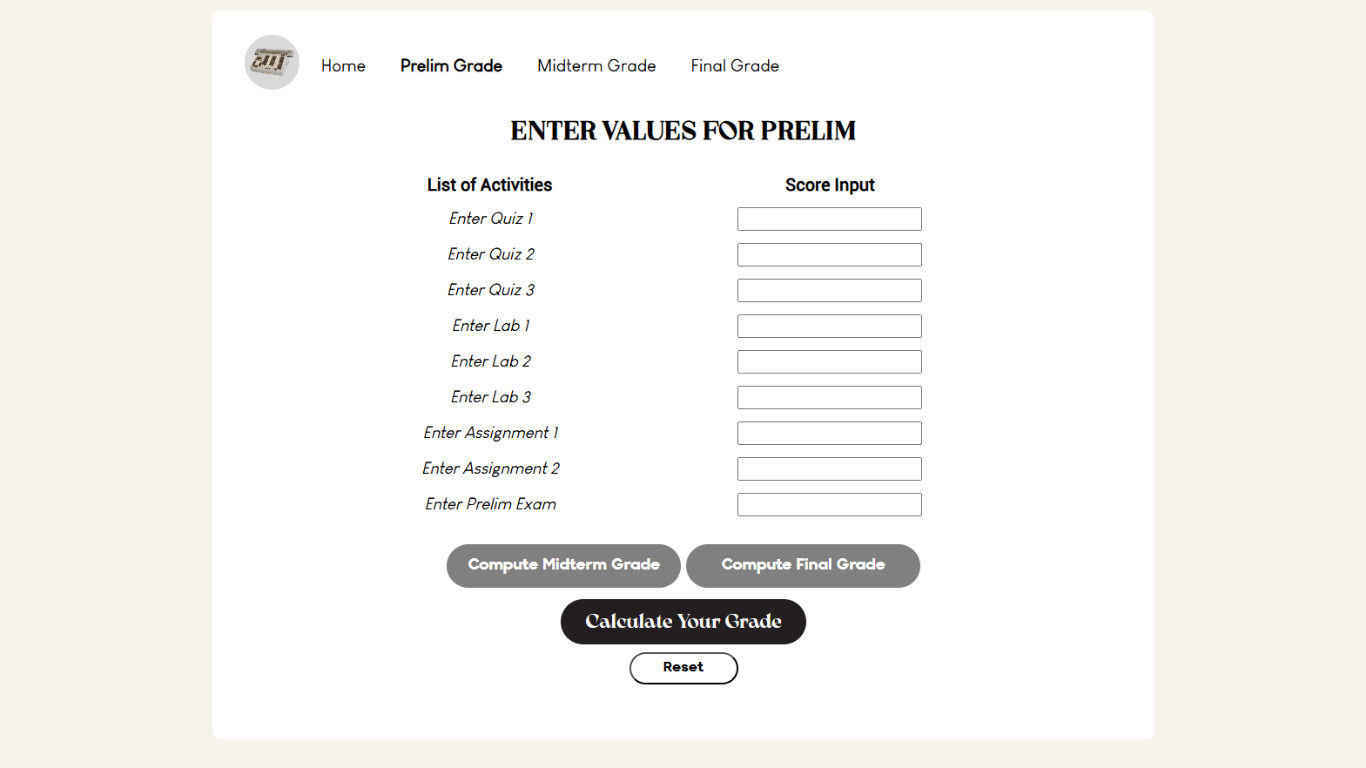 Home Prelim Grade Midterm Grade Final Grade
ENTER VALUES FOR PRELIM
List of Activities Score Input
Enter Quiz 1
Enter Quiz 2
Enter Quiz 3
Enter Lab 1
Enter Lab 2
Enter Lab 3
Enter Assignment 1
Enter Assignment 2
Enter Prelim Exam
Compute Midterm Grade Compute Final Grade
Calculate Your Grade
Reset